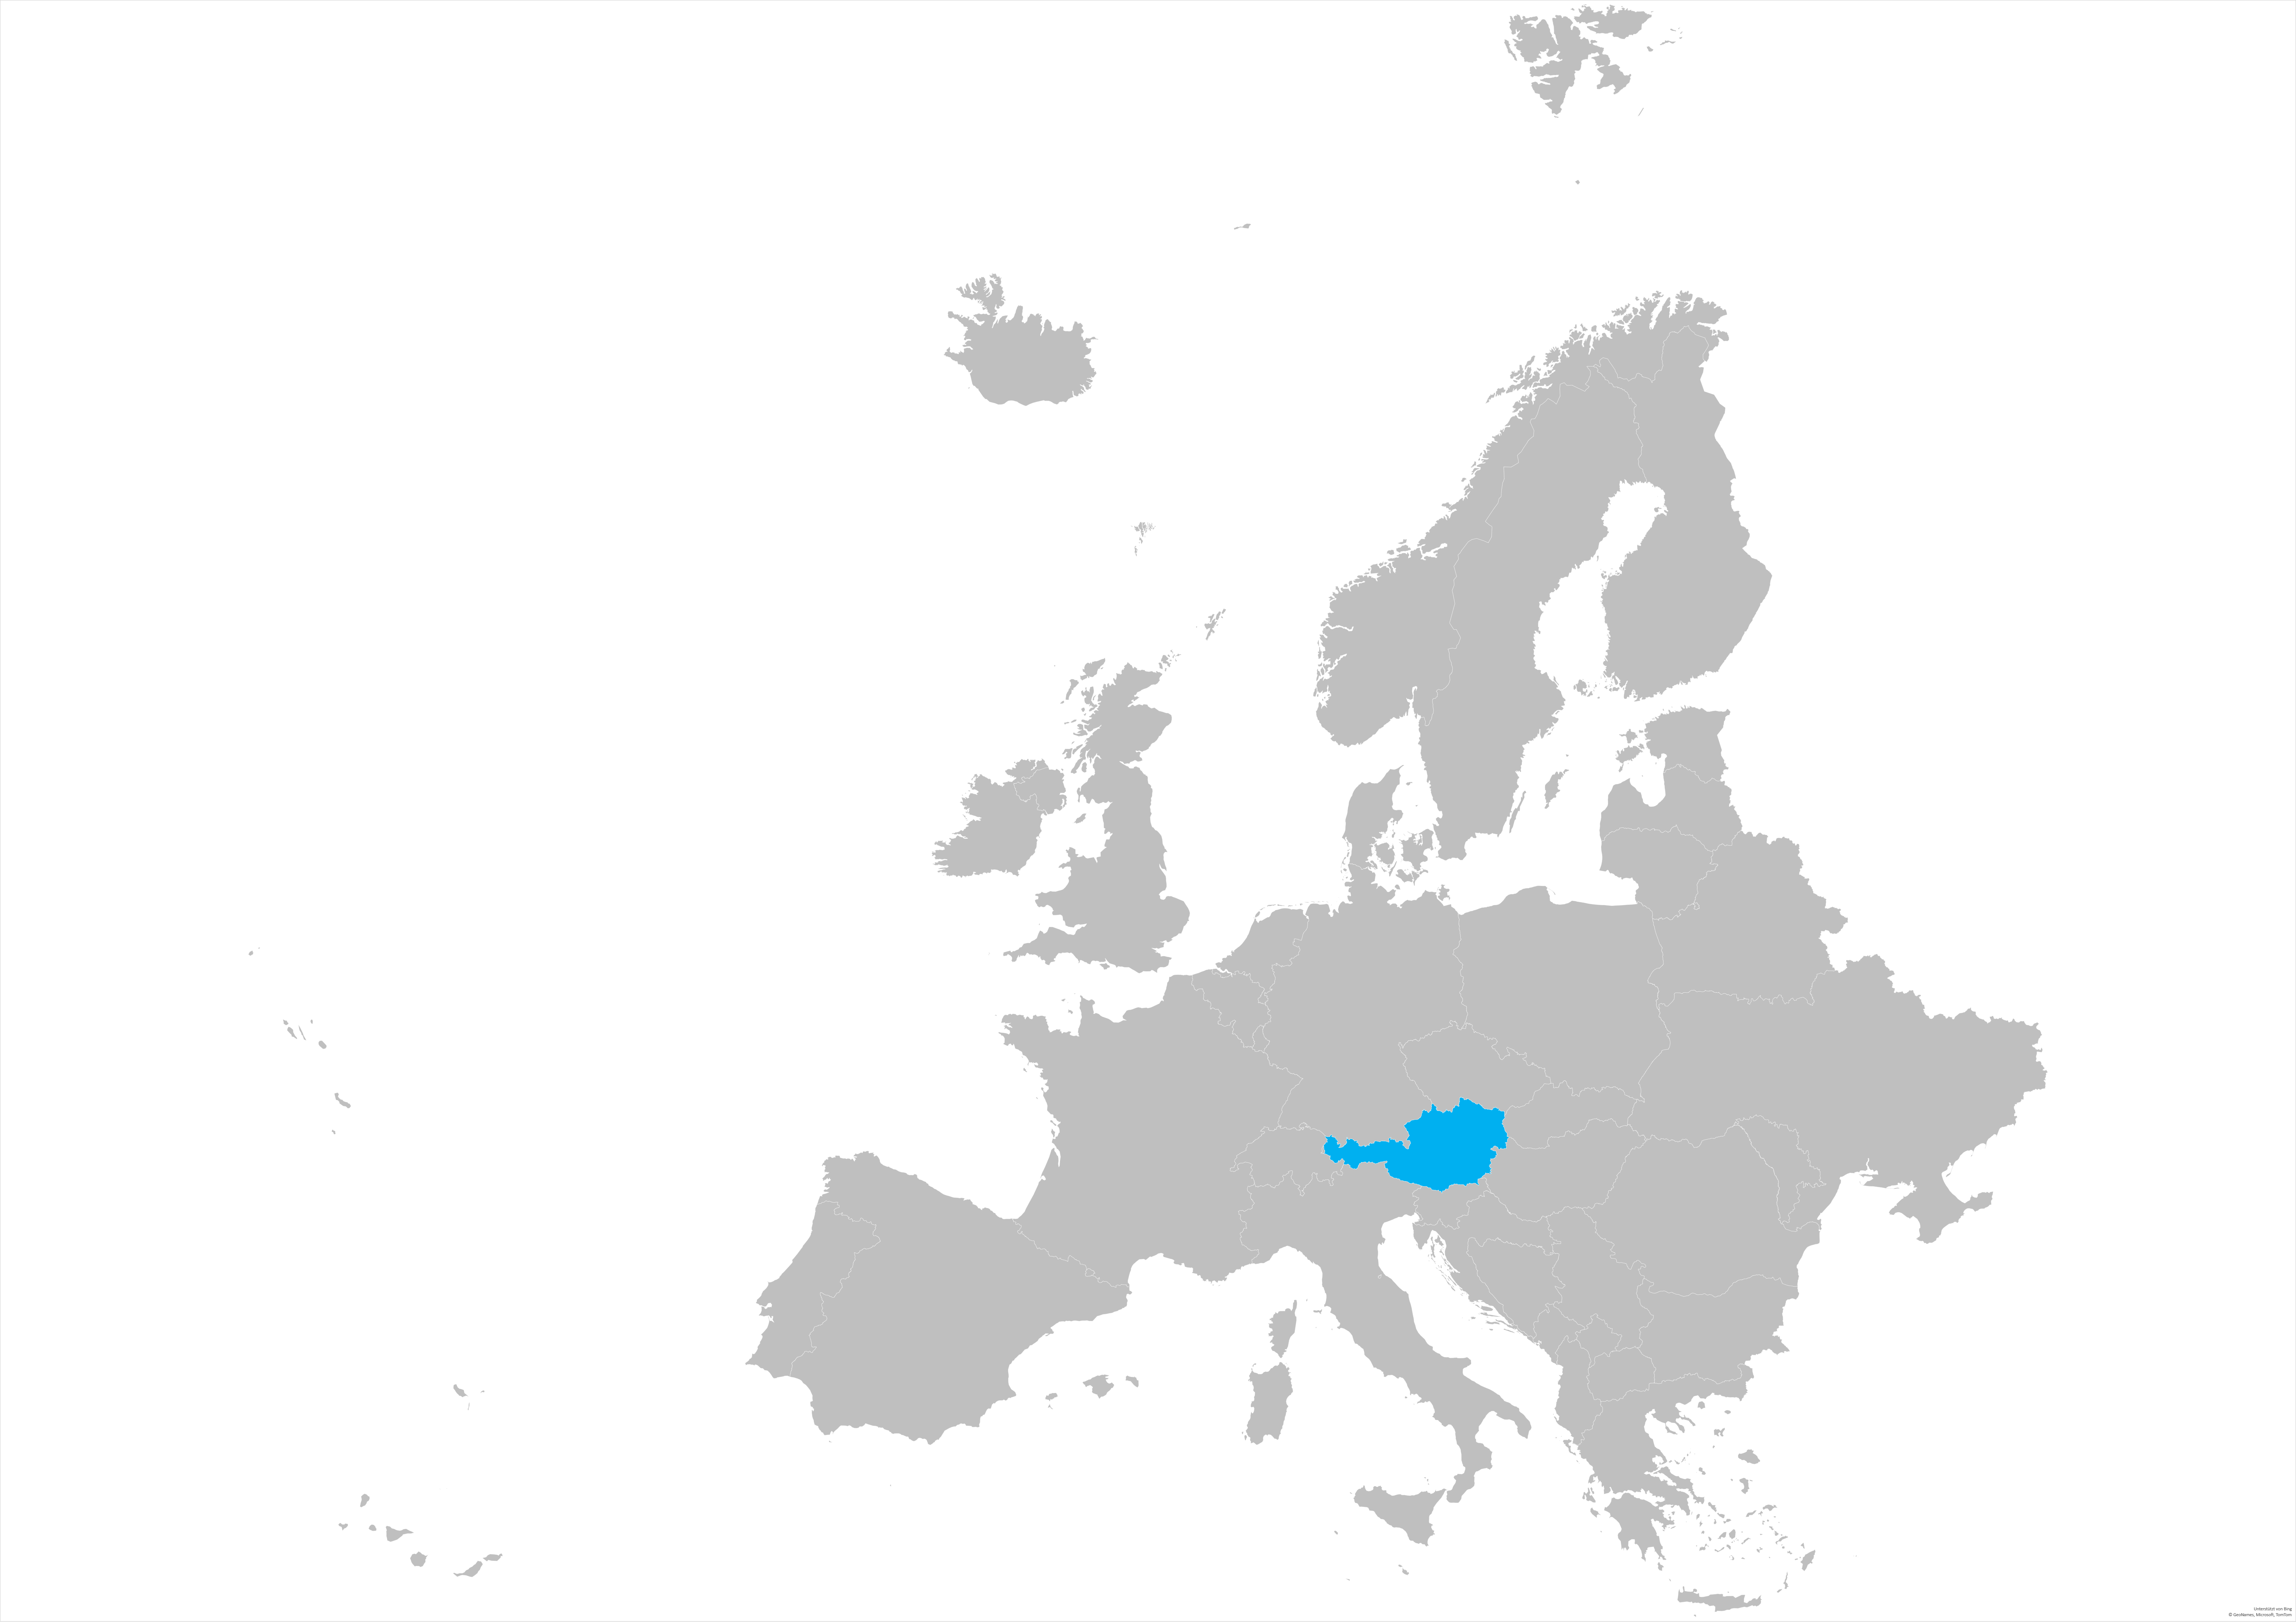 Unterstützt von Bing
© GeoNames, Microsoft, TomTom